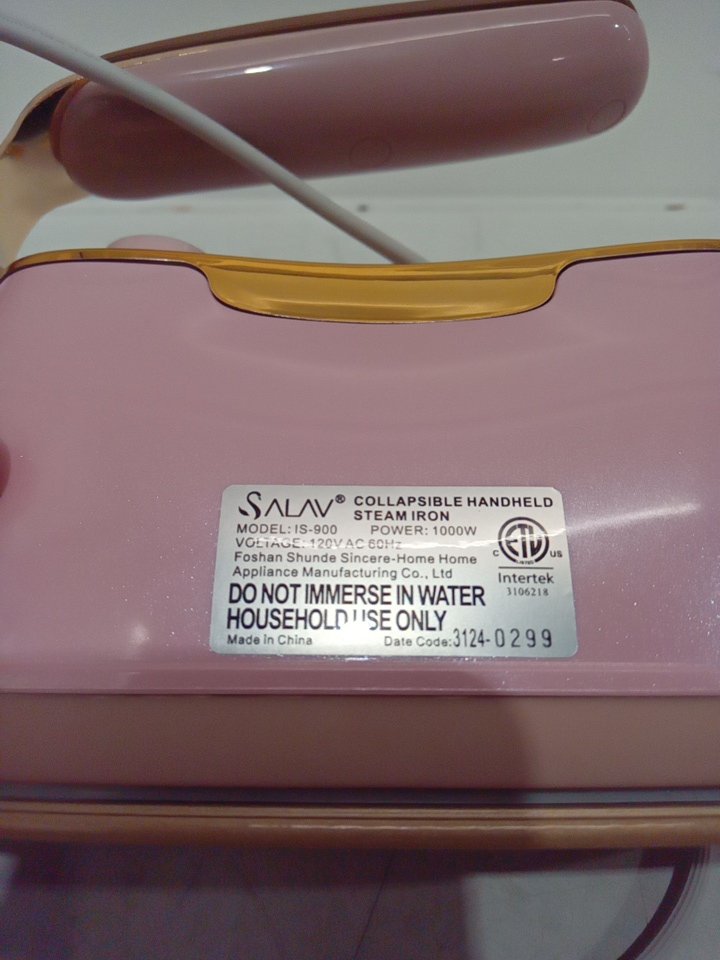 SALAV® COLLAPSIBLE HANDHELD
STEAM IRON
MODEL: IS-900 POWER: 1000W
VOLTAGE: 120V AC 60Hz
Foshan Shunde Sincere-Home Home
Appliance Manufacturing Co., Ltd
DO NOT IMMERSE IN WATER
HOUSEHOLD USE ONLY
Made in China Date Code: 3124-0299
C ETL US
Intertek
3106218